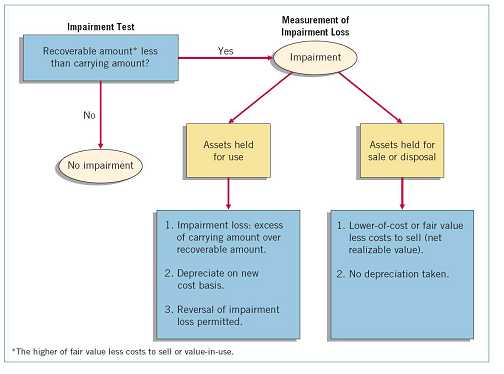 Impairment Test
Measurement of
Impairment Loss
Recoverable amount* less
than carrying amount?
Yes
Impairment
No
No impairment
Assets held
for use
Assets held for
sale or disposal
1. Impairment loss: excess
of carrying amount over
recoverable amount.
2. Depreciate on new
cost basis.
3. Reversal of impairment
loss permitted.
1. Lower-of-cost or fair value
less costs to sell (net
realizable value).
2. No depreciation taken.
*The higher of fair value less costs to sell or value-in-use.